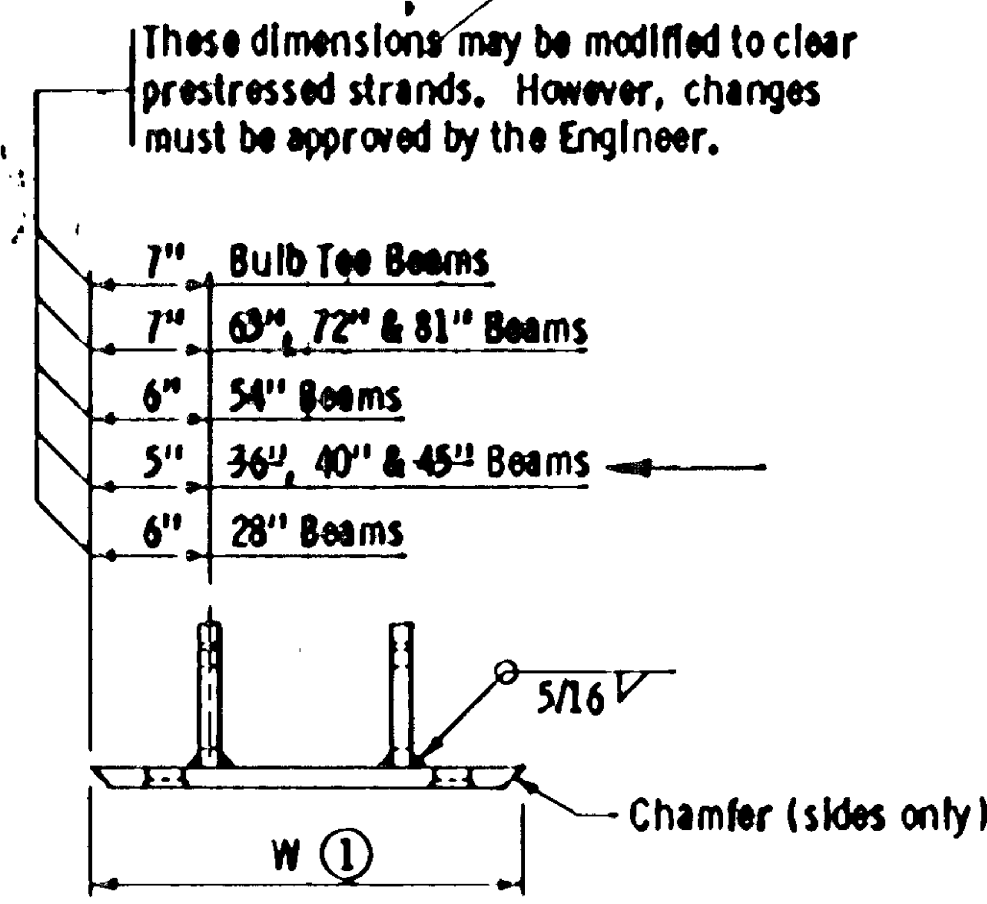 These dimensions may be modified to clear
prestressed strands. However, changes
must be approved by the Engineer.
7" Bulb Tee Beams
7" 63", 72" & 81" Beams
6" 54" Beams
5" 36", 40" & 45" Beams
6" 28" Beams
5/16
Chamfer (sides only)
W 1